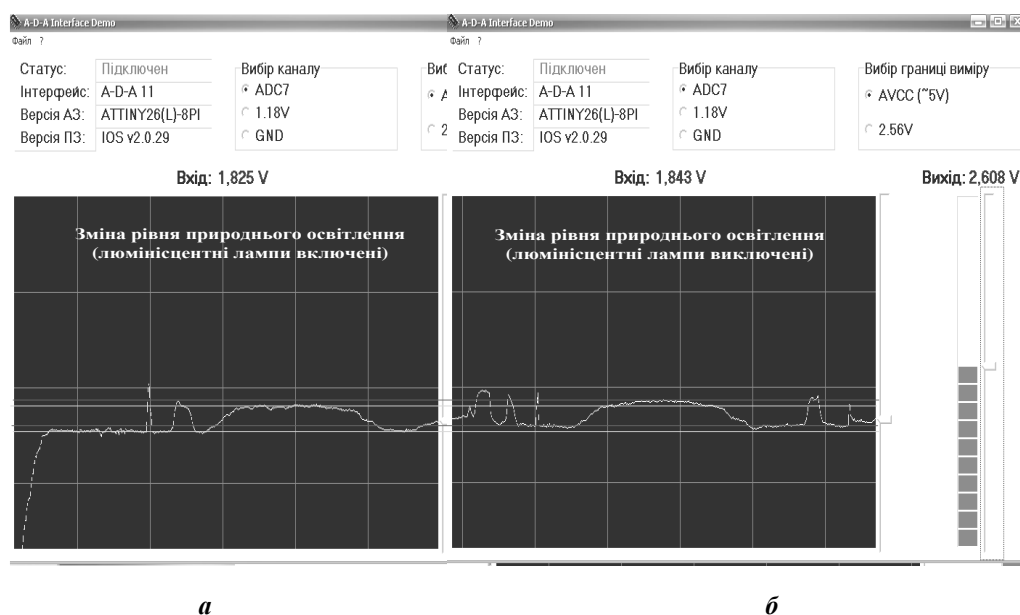 A-D-A Interface Demo
Файл ?
Статус: Підключен
Інтерфейс: A-D-A 11
Версія АЗ: ATTINY26(L)-8PI
Версія ПЗ: IOS v2.0.29
Вибір каналу
ADC7
1.18V
GND
Виб
A
2
Вхід: 1,825 V
Зміна рівня природнього освітлення
(люмінісцентні лампи включені)
а
A-D-A Interface Demo
Файл ?
Статус: Підключен
Інтерфейс: A-D-A 11
Версія АЗ: ATTINY26(L)-8PI
Версія ПЗ: IOS v2.0.29
Вибір каналу
ADC7
1.18V
GND
Вибір границі виміру
AVCC (~5V)
2.56V
Вхід: 1,843 V
Вихід: 2,608 V
Зміна рівня природнього освітлення
(люмінісцентні лампи виключені)
б